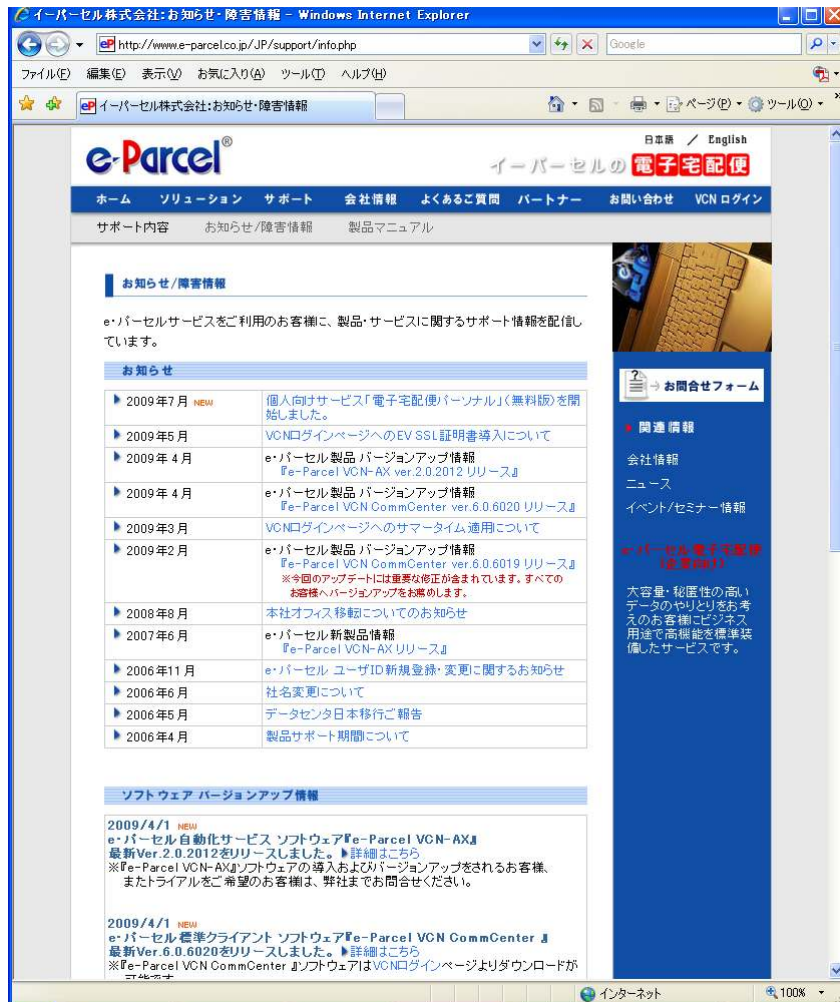 イーパーセル株式会社:お知らせ・障害情報 - Windows Internet Explorer
http://www.e-parcel.co.jp/JP/support/info.php
Google
ファイル(F) 編集(E) 表示(V) お気に入り(A) ツール(T) ヘルプ(H)
イーパーセル株式会社:お知らせ・障害情報
ページ(P) ツール(O)
日本語 / English
e・Parcel®
イーパーセルの 電子宅配便
ホーム ソリューション サポート 会社情報 よくあるご質問 パートナー お問い合わせ VCN ログイン
サポート内容 お知らせ/障害情報 製品マニュアル
お知らせ/障害情報
e・パーセルサービスをご利用のお客様に、製品・サービスに関するサポート情報を配信し
ています。
お知らせ
2009年7月 NEW 個人向けサービス「電子宅配便パーソナル」(無料版)を開
始しました。
2009年5月 VCNログインページへのEV SSL証明書導入について
2009年 4月 e・パーセル製品 バージョンアップ情報
『e-Parcel VCN-AX ver.2.0.2012 リリース』
2009年 4月 e・パーセル製品 バージョンアップ情報
『e-Parcel VCN CommCenter ver.6.0.6020 リリース』
2009年3月 VCNログインページへのサマータイム適用について
2009年2月 e・パーセル製品 バージョンアップ情報
『e-Parcel VCN CommCenter ver.6.0.6019 リリース』
※今回のアップデートには重要な修正が含まれています。すべての
お客様へバージョンアップをお薦めします。
2008年8月 本社オフィス移転についてのお知らせ
2007年6月 e・パーセル新製品情報
『e-Parcel VCN AX リリース』
2006年11月 e・パーセル ユーザID新規登録・変更に関するお知らせ
2006年6月 社名変更について
2006年5月 データセンタ日本移行ご報告
2006年4月 製品サポート期間について
ソフトウェア バージョンアップ情報
2009/4/1 NEW
e・パーセル自動化サービス ソフトウェア『e-Parcel VCN-AX』
最新Ver.2.0.2012をリリースしました。 詳細はこちら
※『e-Parcel VCN-AX』ソフトウェアの導入およびバージョンアップをされるお客様、
またトライアルをご希望のお客様は、弊社までお問合せください。
2009/4/1 NEW
e・パーセル標準クライアント ソフトウェア『e-Parcel VCN CommCenter 』
最新Ver.6.0.6020をリリースしました。 詳細はこちら
※『e-Parcel VCN CommCenter 』ソフトウェアはVCNログインページよりダウンロードが
お問合せフォーム
関連情報
会社情報
ニュース
イベント/セミナー情報
e・パーセル電子宅配便
(企業向け)
大容量・秘匿性の高い
データのやりとりをお考
えのお客様にビジネス
用途で高機能を標準装
備したサービスです。
インターネット 100%